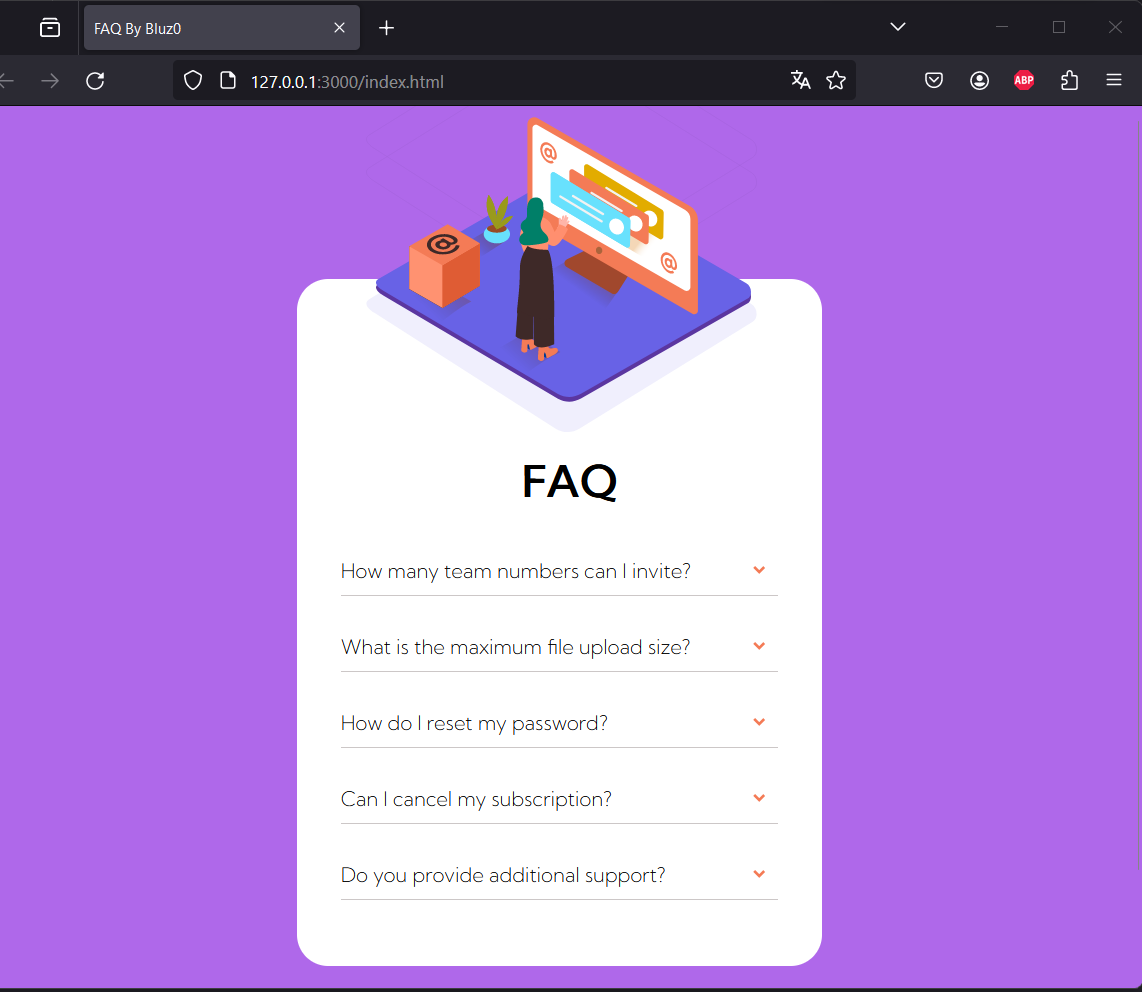 FAQ By Bluz0
127.0.0.1:3000/index.html
ABP
@
@
@
FAQ
How many team numbers can I invite?
What is the maximum file upload size?
How do I reset my password?
Can I cancel my subscription?
Do you provide additional support?